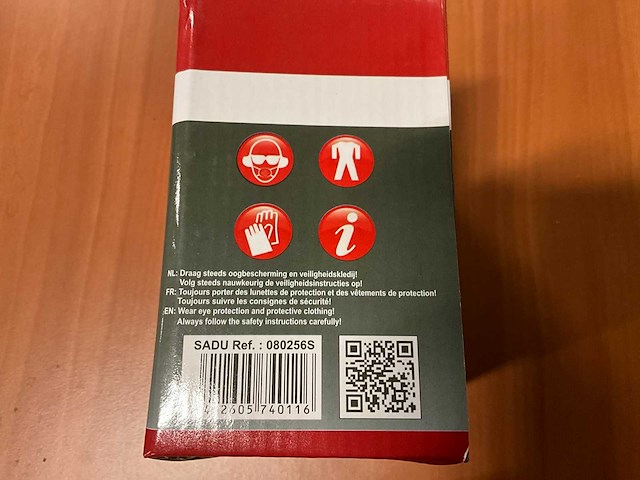 NL: Draag steeds oogbescherming en veiligheidskledij!
Volg steeds nauwkeurig de veiligheidsinstructies op!
FR: Toujours porter des lunettes de protection et des vêtements de protection!
Toujours suivre les consignes de sécurité!
EN: Wear eye protection and protective clothing!
Always follow the safety instructions carefully!
SADU Ref. : 080256S
4 2605 740116